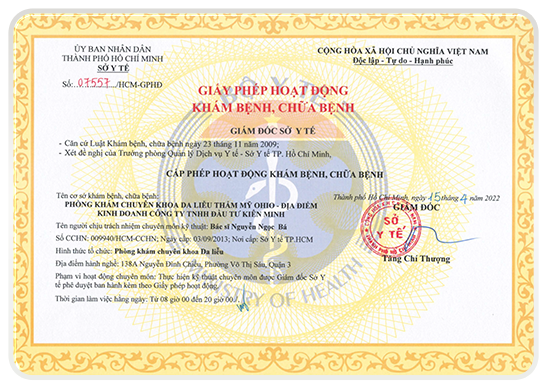 ỦY BAN NHÂN DÂN
THÀNH PHỐ HỒ CHÍ MINH
SỞ Y TẾ
Số: 07557 /HCM-GPHĐ
CỘNG HÒA XÃ HỘI CHỦ NGHĨA VIỆT NAM
Độc lập - Tự do - Hạnh phúc
GIẤY PHÉP HOẠT ĐỘNG
KHÁM BỆNH, CHỮA BỆNH
GIÁM ĐỐC SỞ Y TẾ
- Căn cứ Luật Khám bệnh, chữa bệnh ngày 23 tháng 11 năm 2009;
- Xét đề nghị của Trưởng phòng Quản lý Dịch vụ Y tế - Sở Y tế TP. Hồ Chí Minh,
CẤP PHÉP HOẠT ĐỘNG KHÁM BỆNH, CHỮA BỆNH
Tên cơ sở khám bệnh, chữa bệnh:
PHÒNG KHÁM CHUYÊN KHOA DA LIỄU THẨM MỸ OHIO - ĐỊA ĐIỂM
KINH DOANH CÔNG TY TNHH ĐẦU TƯ KIÊN MINH
Người chịu trách nhiệm chuyên môn kỹ thuật: Bác sĩ Nguyễn Ngọc Bá
Số CCHN: 009940/HCM-CCHN; Ngày cấp: 03/09/2013; Nơi cấp: Sở Y tế TP.HCM
Hình thức tổ chức: Phòng khám chuyên khoa Da liễu
Địa điểm hành nghề: 138A Nguyễn Đình Chiểu, Phường Võ Thị Sáu, Quận 3
Phạm vi hoạt động chuyên môn: Thực hiện kỹ thuật chuyên môn được Giám đốc Sở Y
tế phê duyệt ban hành kèm theo Giấy phép hoạt động.
Thời gian làm việc hằng ngày: Từ 08 giờ 00 đến 20 giờ 00./.
Thành phố Hồ Chí Minh, ngày 15 tháng 4 năm 2022
GIÁM ĐỐC
SỞ
Y TẾ
Tăng Chí Thượng
BỘ Y TẾ
MINISTRY OF HEALTH